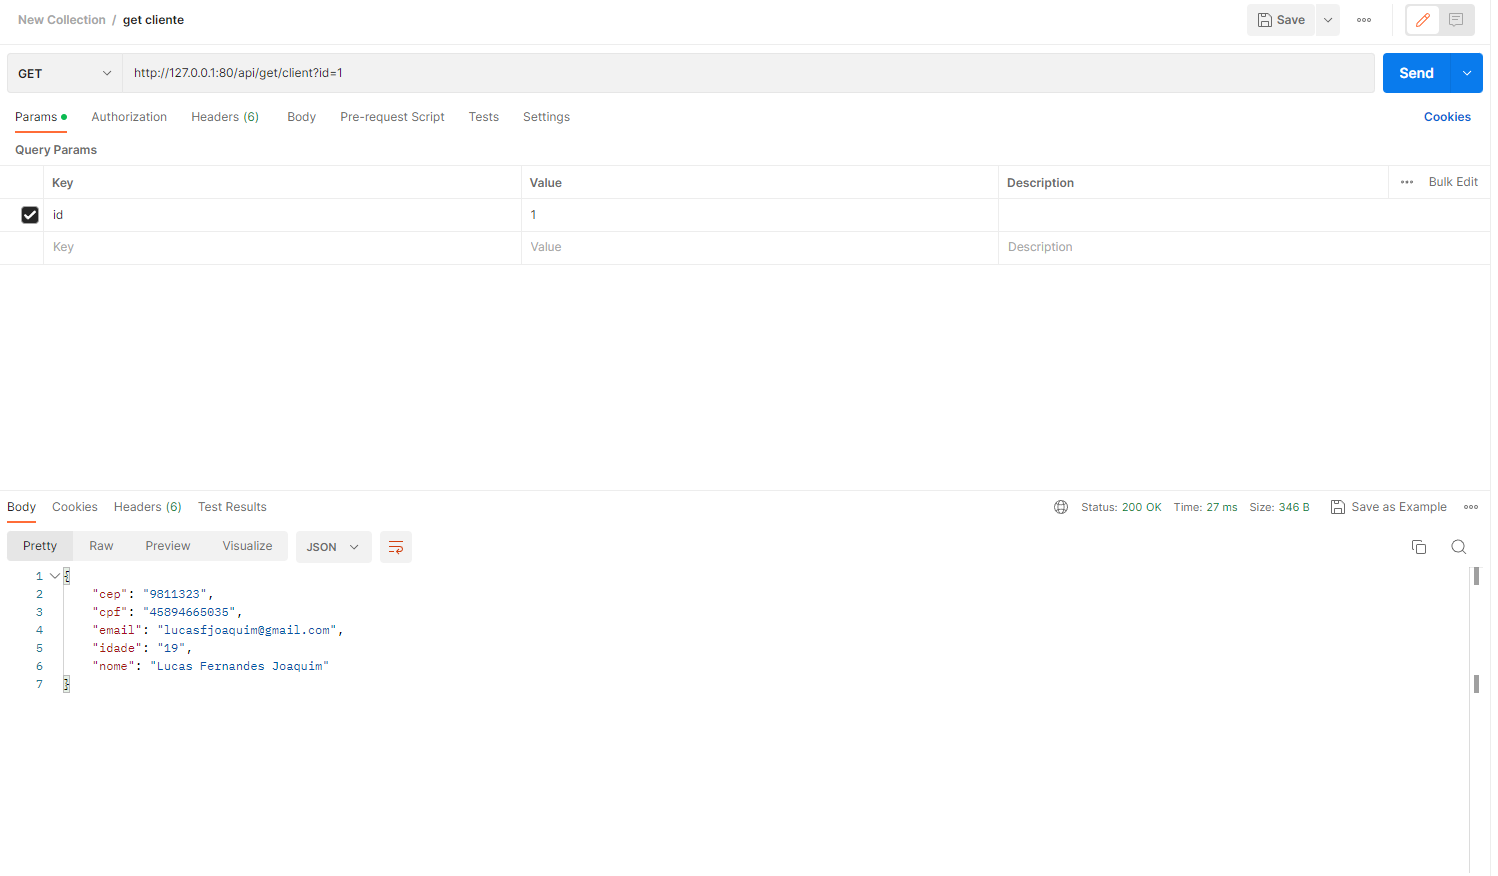 New Collection / get cliente
Save
GET http://127.0.0.1:80/api/get/client?id=1 Send
Params Authorization Headers (6) Body Pre-request Script Tests Settings Cookies
Query Params
Key Value Description Bulk Edit
id 1
Key Value Description
Body Cookies Headers (6) Test Results Status: 200 OK Time: 27 ms Size: 346 B Save as Example
Pretty Raw Preview Visualize JSON
1 {
2 "cep": "9811323",
3 "cpf": "45894665035",
4 "email": "lucasfjoaquim@gmail.com",
5 "idade": "19",
6 "nome": "Lucas Fernandes Joaquim"
7 }